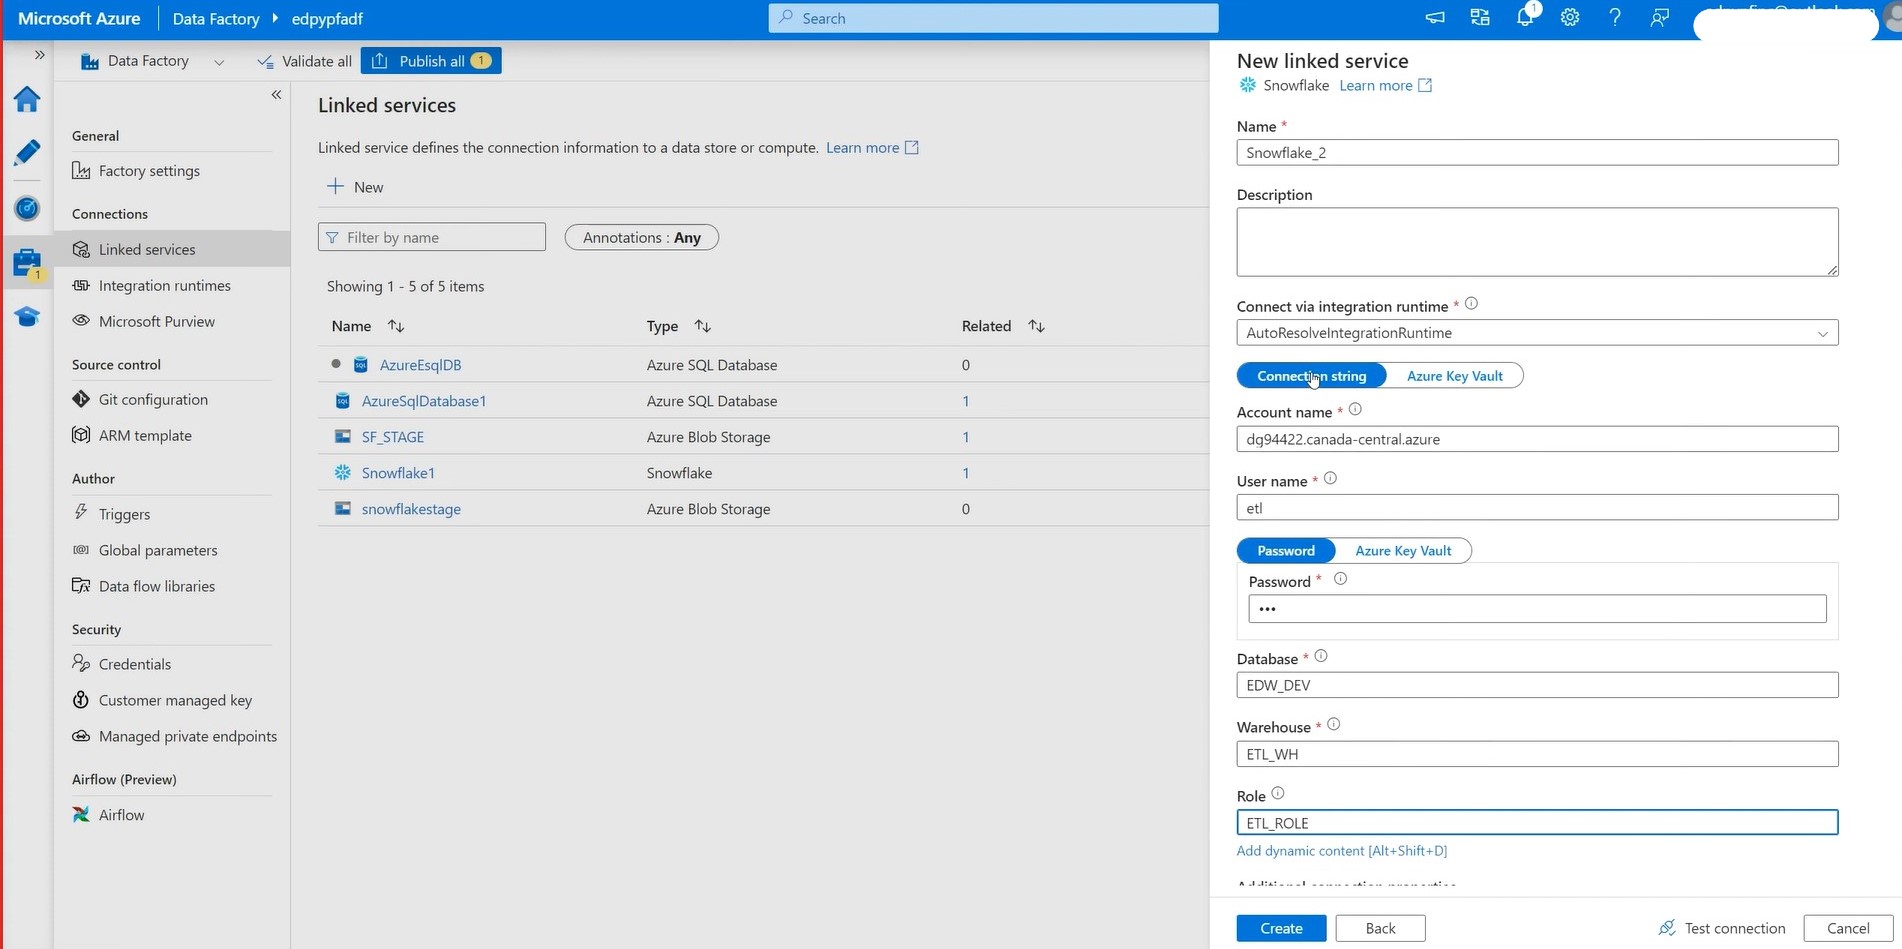 Microsoft Azure
Data Factory
edpypfadf
Search
1
Data Factory
Validate all
Publish all
1
General
Factory settings
Connections
Linked services
1
Integration runtimes
Microsoft Purview
Source control
Git configuration
ARM template
Author
Triggers
Global parameters
Data flow libraries
Security
Credentials
Customer managed key
Managed private endpoints
Airflow (Preview)
Airflow
Linked services
Linked service defines the connection information to a data store or compute. Learn more
New
Filter by name
Annotations : Any
Showing 1 - 5 of 5 items
Name Type Related
AzureEsqlDB Azure SQL Database 0
AzureSqlDatabase1 Azure SQL Database 1
SF_STAGE Azure Blob Storage 1
Snowflake1 Snowflake 1
snowflakestage Azure Blob Storage 0
New linked service
Snowflake Learn more
Name *
Snowflake_2
Description
Connect via integration runtime *
AutoResolveIntegrationRuntime
Connection string Azure Key Vault
Account name *
dg94422.canada-central.azure
User name *
etl
Password Azure Key Vault
Password *
•••
Database *
EDW_DEV
Warehouse *
ETL_WH
Role
ETL_ROLE
Add dynamic content [Alt+Shift+D]
Additional connection properties
Create Back Test connection Cancel